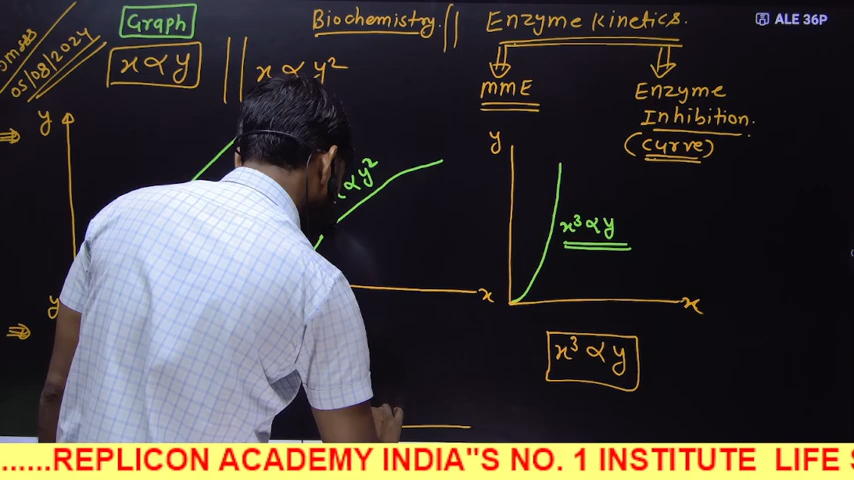 Graph
Biochemistry. || Enzyme kinetics.
ALE 36P
05/08/2024
x ∝ y || x ∝ y²
MME
Enzyme
Inhibition.
(Curve)
y
y
∝ y²
x³ ∝ y
x
x
y
x³ ∝ y
......REPLICON ACADEMY INDIA"S NO. 1 INSTITUTE LIFE